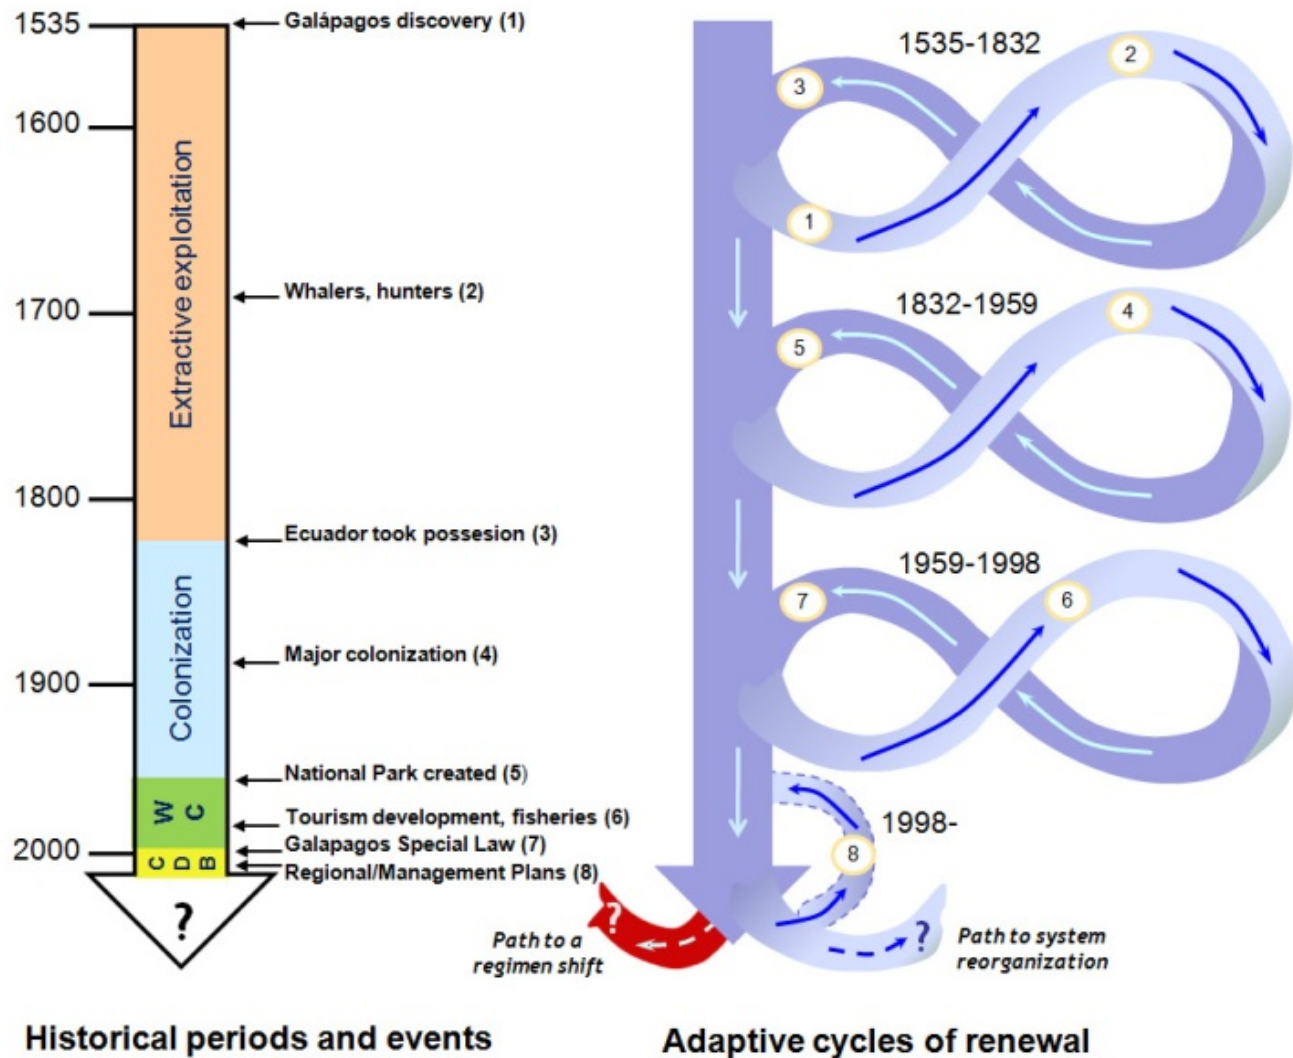 1535
1600
1700
1800
1900
2000
Extractive exploitation
Colonization
W C
C D B
?
Galápagos discovery (1)
Whalers, hunters (2)
Ecuador took possesion (3)
Major colonization (4)
National Park created (5)
Tourism development, fisheries (6)
Galapagos Special Law (7)
Regional/Management Plans (8)
Historical periods and events
1535-1832
1
2
3
1832-1959
4
5
1959-1998
6
7
1998-
8
?
Path to a
regimen shift
?
Path to system
reorganization
Adaptive cycles of renewal